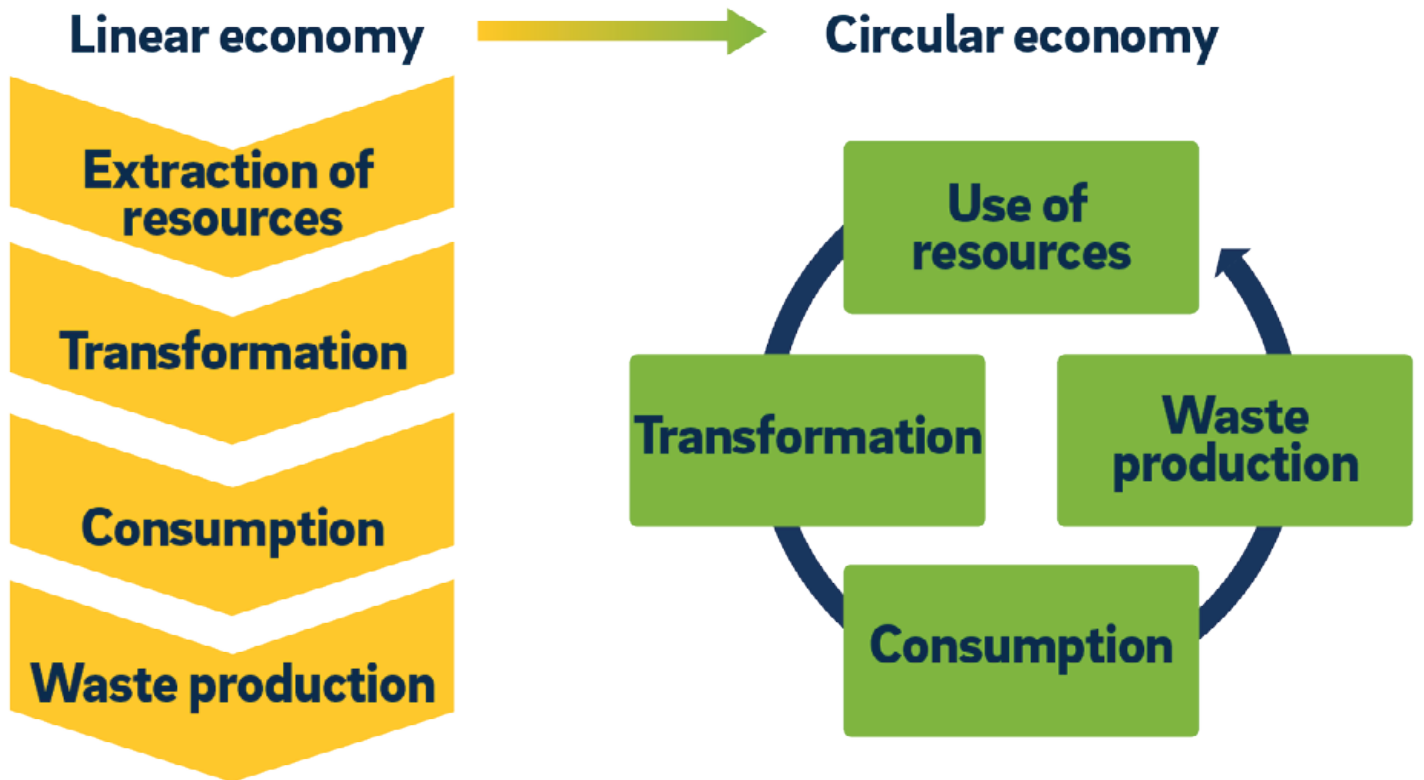 Linear economy
Extraction of
resources
Transformation
Consumption
Waste production
Circular economy
Use of
resources
Transformation
Waste
production
Consumption